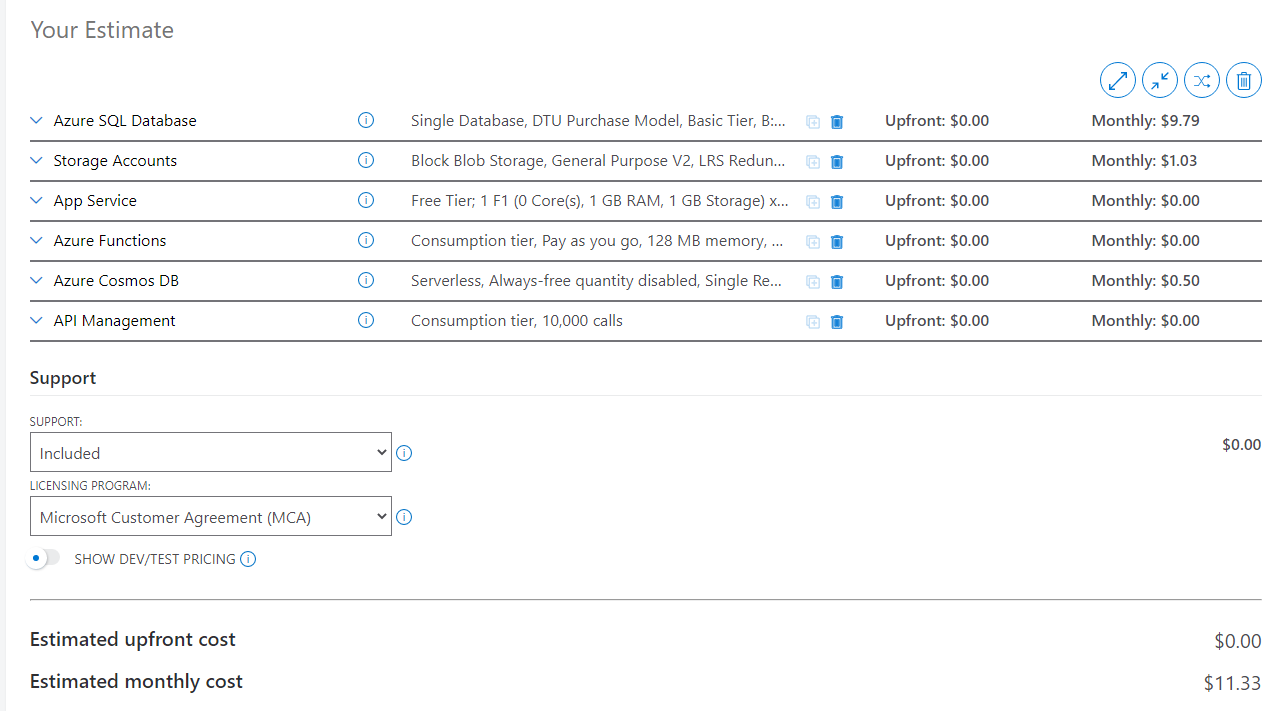 Your Estimate
Azure SQL Database Single Database, DTU Purchase Model, Basic Tier, B:... Upfront: $0.00 Monthly: $9.79
Storage Accounts Block Blob Storage, General Purpose V2, LRS Redun... Upfront: $0.00 Monthly: $1.03
App Service Free Tier; 1 F1 (0 Core(s), 1 GB RAM, 1 GB Storage) x... Upfront: $0.00 Monthly: $0.00
Azure Functions Consumption tier, Pay as you go, 128 MB memory, ... Upfront: $0.00 Monthly: $0.00
Azure Cosmos DB Serverless, Always-free quantity disabled, Single Re... Upfront: $0.00 Monthly: $0.50
API Management Consumption tier, 10,000 calls Upfront: $0.00 Monthly: $0.00
Support
SUPPORT:
Included $0.00
LICENSING PROGRAM:
Microsoft Customer Agreement (MCA)
SHOW DEV/TEST PRICING
Estimated upfront cost $0.00
Estimated monthly cost $11.33